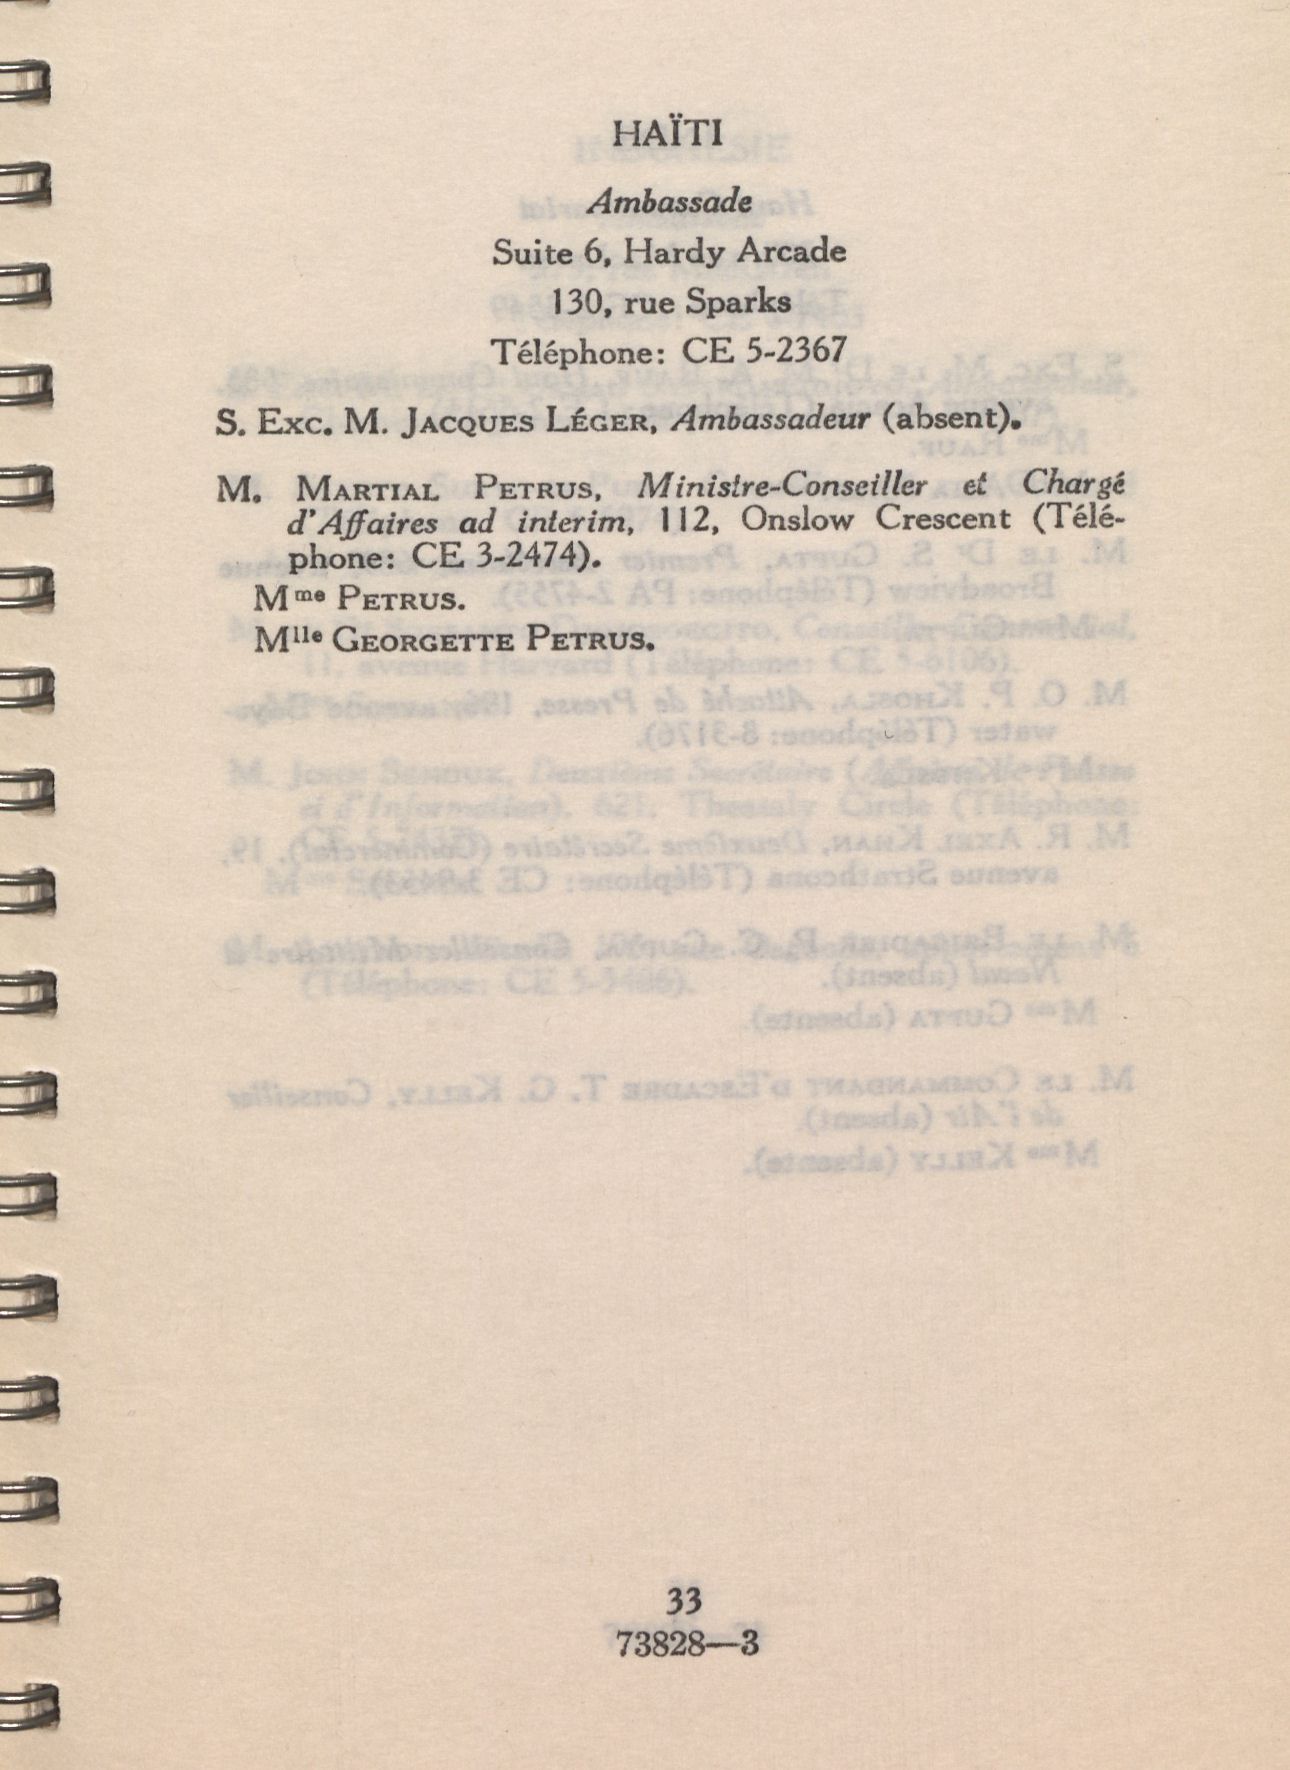 HAÏTI
Ambassade
Suite 6, Hardy Arcade
130, rue Sparks
Téléphone: CE 5-2367
S. Exc. M. Jacques Léger, Ambassadeur (absent).
M. Martial Petrus, Ministre-Conseiller et Chargé
d'Affaires ad interim, 112, Onslow Crescent (Télé-
phone: CE 3-2474).
Mme Petrus.
Mlle Georgette Petrus.
33
73828—3